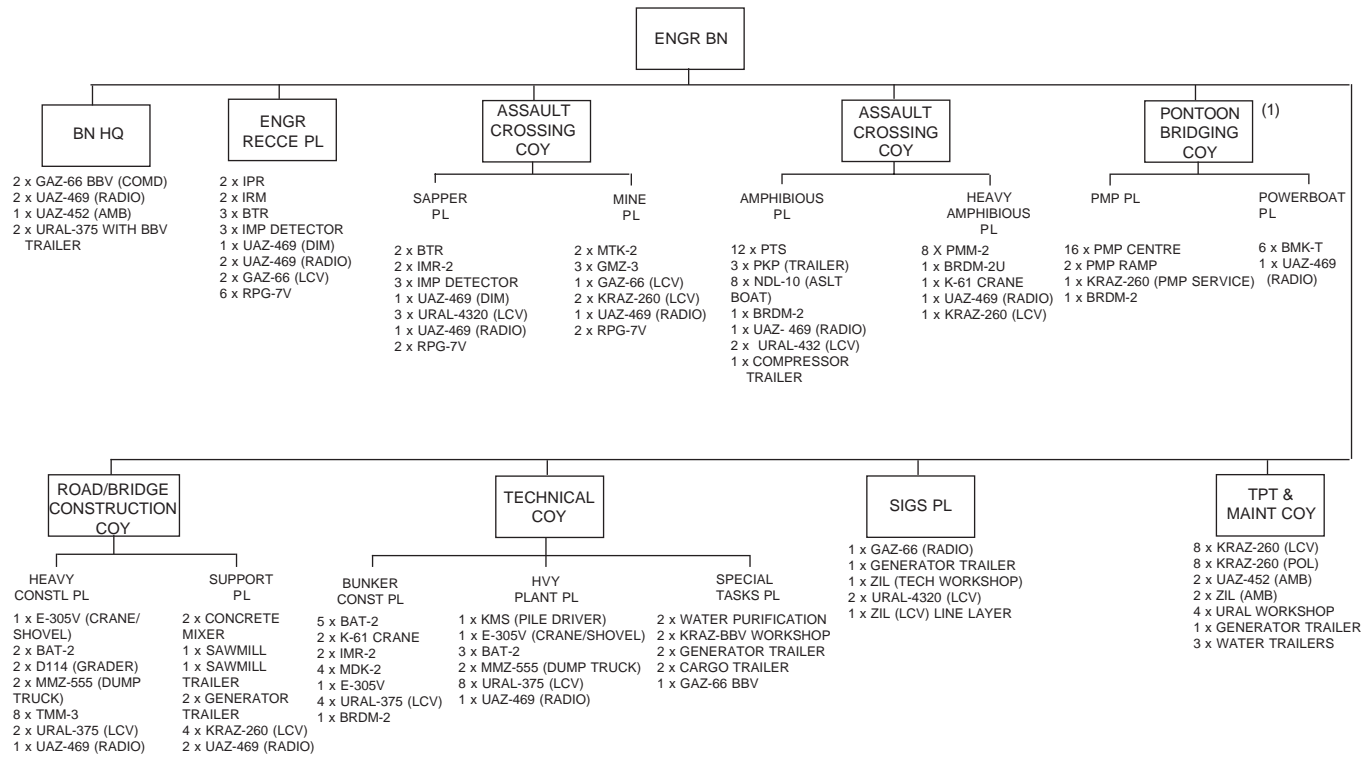 ENGR BN
BN HQ
2 x GAZ-66 BBV (COMD)
2 x UAZ-469 (RADIO)
1 x UAZ-452 (AMB)
2 x URAL-375 WITH BBV
TRAILER
ENGR
RECCE PL
2 x IPR
2 x IRM
3 x BTR
3 x IMP DETECTOR
1 x UAZ-469 (DIM)
2 x UAZ-469 (RADIO)
2 x GAZ-66 (LCV)
6 x RPG-7V
ASSAULT
CROSSING
COY
SAPPER
PL
2 x BTR
2 x IMR-2
3 x IMP DETECTOR
1 x UAZ-469 (DIM)
3 x URAL-4320 (LCV)
1 x UAZ-469 (RADIO)
2 x RPG-7V
MINE
PL
2 x MTK-2
3 x GMZ-3
1 x GAZ-66 (LCV)
2 x KRAZ-260 (LCV)
1 x UAZ-469 (RADIO)
2 x RPG-7V
ASSAULT
CROSSING
COY
AMPHIBIOUS
PL
12 x PTS
3 x PKP (TRAILER)
8 x NDL-10 (ASLT
BOAT)
1 x BRDM-2
1 x UAZ- 469 (RADIO)
2 x URAL-432 (LCV)
1 x COMPRESSOR
TRAILER
HEAVY
AMPHIBIOUS
PL
8 X PMM-2
1 x BRDM-2U
1 x K-61 CRANE
1 x UAZ-469 (RADIO)
1 x KRAZ-260 (LCV)
PONTOON
BRIDGING
COY
(1)
PMP PL
16 x PMP CENTRE
2 x PMP RAMP
1 x KRAZ-260 (PMP SERVICE)
1 x BRDM-2
POWERBOAT
PL
6 x BMK-T
1 x UAZ-469
(RADIO)
ROAD/BRIDGE
CONSTRUCTION
COY
HEAVY
CONSTL PL
1 x E-305V (CRANE/
SHOVEL)
2 x BAT-2
2 x D114 (GRADER)
2 x MMZ-555 (DUMP
TRUCK)
8 x TMM-3
2 x URAL-375 (LCV)
1 x UAZ-469 (RADIO)
SUPPORT
PL
2 x CONCRETE
MIXER
1 x SAWMILL
1 x SAWMILL
TRAILER
2 x GENERATOR
TRAILER
4 x KRAZ-260 (LCV)
2 x UAZ-469 (RADIO)
TECHNICAL
COY
BUNKER
CONST PL
5 x BAT-2
2 x K-61 CRANE
2 x IMR-2
4 x MDK-2
1 x E-305V
4 x URAL-375 (LCV)
1 x BRDM-2
HVY
PLANT PL
1 x KMS (PILE DRIVER)
1 x E-305V (CRANE/SHOVEL)
3 x BAT-2
2 x MMZ-555 (DUMP TRUCK)
8 x URAL-375 (LCV)
1 x UAZ-469 (RADIO)
SPECIAL
TASKS PL
2 x WATER PURIFICATION
2 x KRAZ-BBV WORKSHOP
2 x GENERATOR TRAILER
2 x CARGO TRAILER
1 x GAZ-66 BBV
SIGS PL
1 x GAZ-66 (RADIO)
1 x GENERATOR TRAILER
1 x ZIL (TECH WORKSHOP)
2 x URAL-4320 (LCV)
1 x ZIL (LCV) LINE LAYER
TPT &
MAINT COY
8 x KRAZ-260 (LCV)
8 x KRAZ-260 (POL)
2 x UAZ-452 (AMB)
2 x ZIL (AMB)
4 x URAL WORKSHOP
1 x GENERATOR TRAILER
3 x WATER TRAILERS